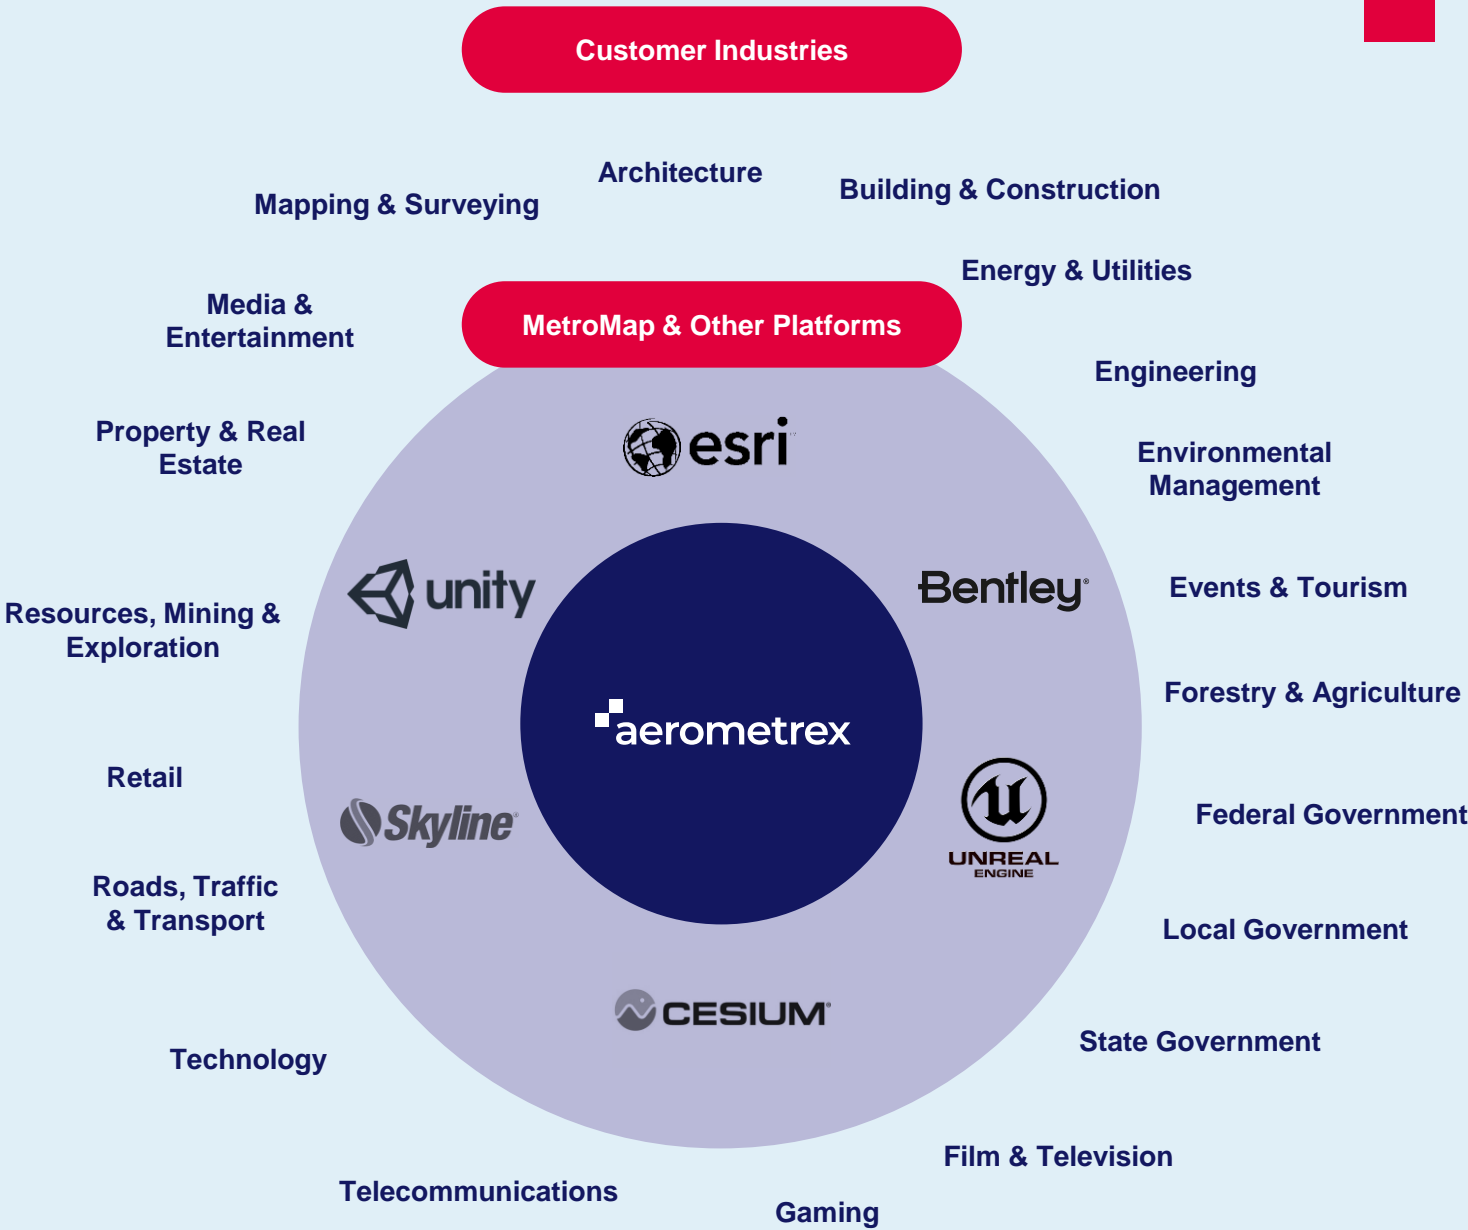 Customer Industries
Architecture
Building & Construction
Mapping & Surveying
Energy & Utilities
Media &
Entertainment
MetroMap & Other Platforms
Engineering
Property & Real
Estate
esri
Environmental
Management
unity
Bentley®
Events & Tourism
Resources, Mining &
Exploration
Forestry & Agriculture
aerometrex
Retail
Skyline®
UNREAL
ENGINE
Federal Government
Roads, Traffic
& Transport
Local Government
CESIUM®
State Government
Technology
Film & Television
Telecommunications
Gaming